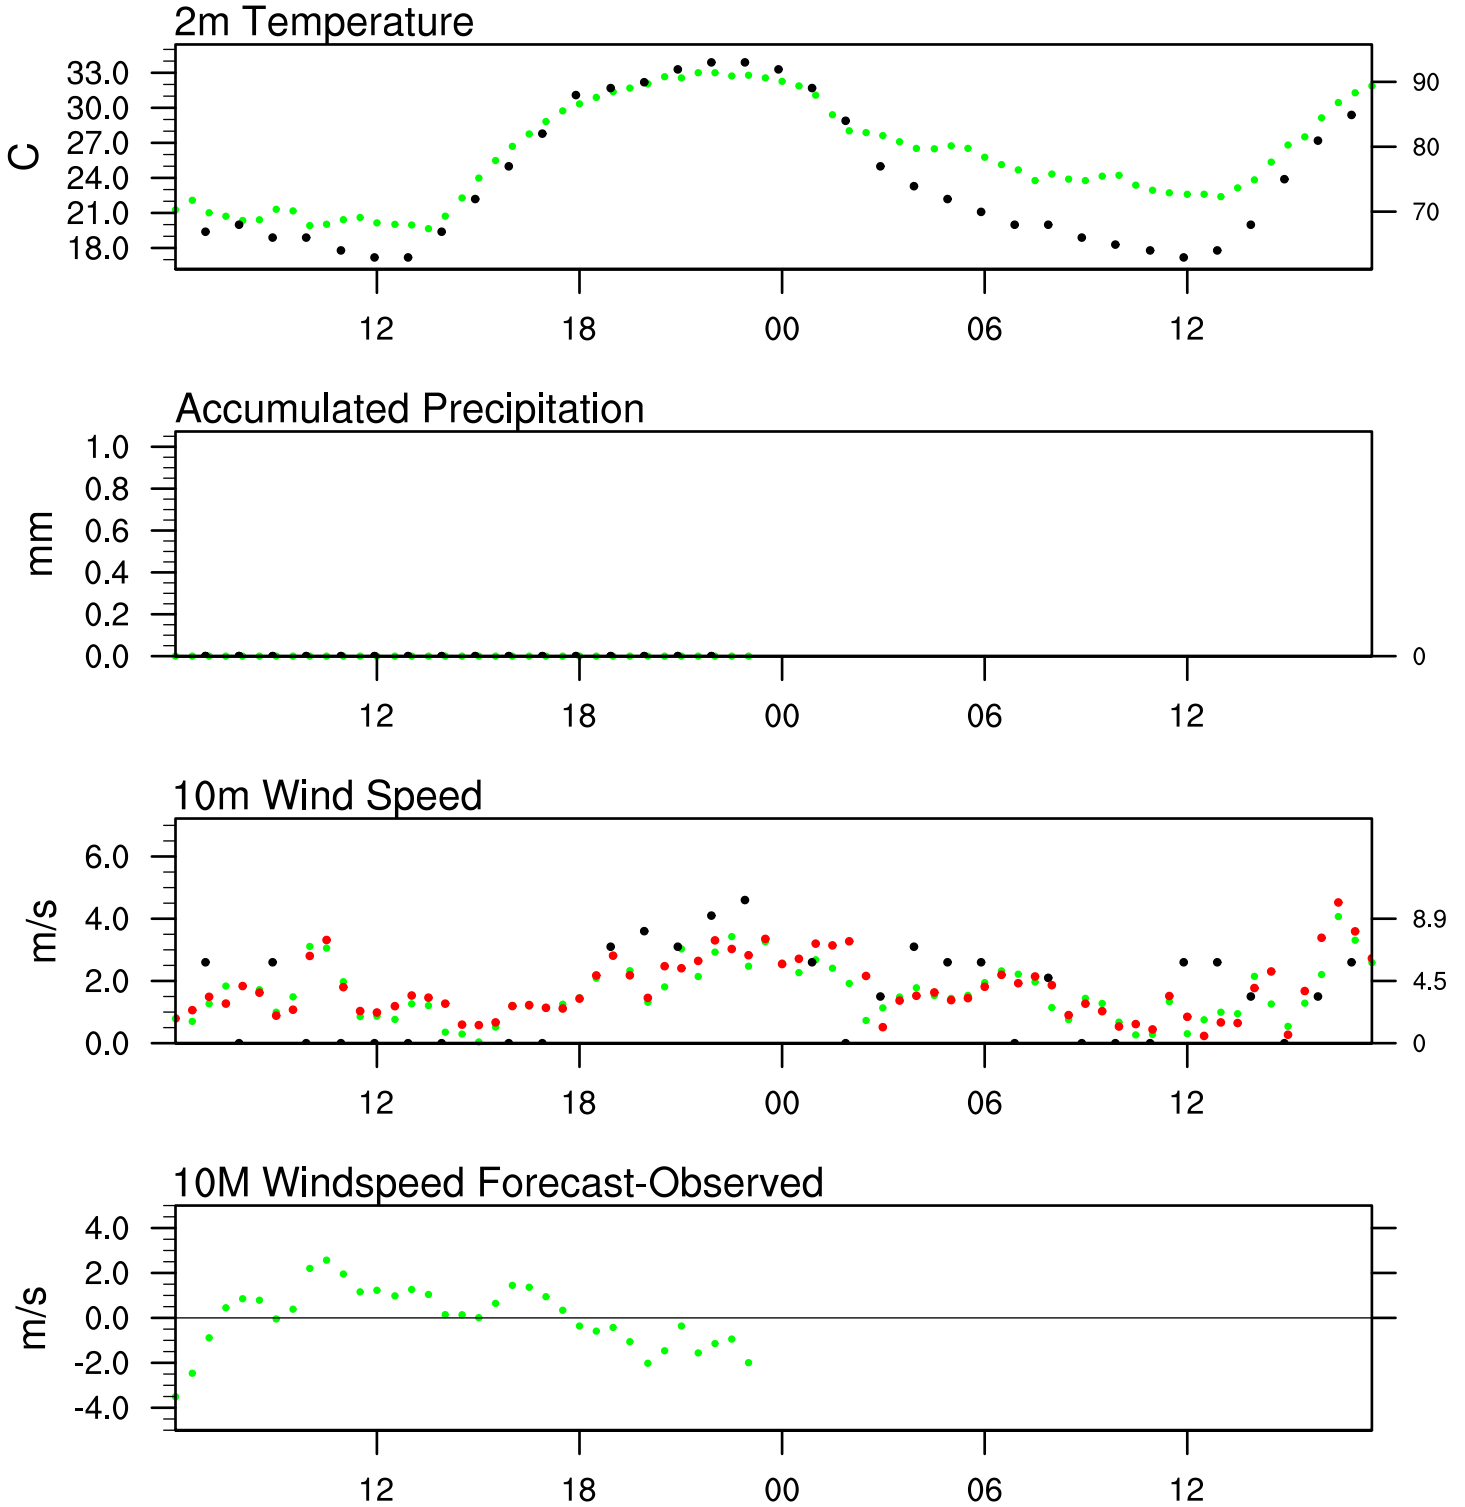 2m Temperature
33.0
30.0
27.0
24.0
21.0
18.0
C
90
80
70
12 18 00 06 12
Accumulated Precipitation
1.0
0.8
0.6
0.4
0.2
0.0
mm
0
12 18 00 06 12
10m Wind Speed
6.0
4.0
2.0
0.0
m/s
8.9
4.5
0
12 18 00 06 12
10M Windspeed Forecast-Observed
4.0
2.0
0.0
-2.0
-4.0
m/s
12 18 00 06 12